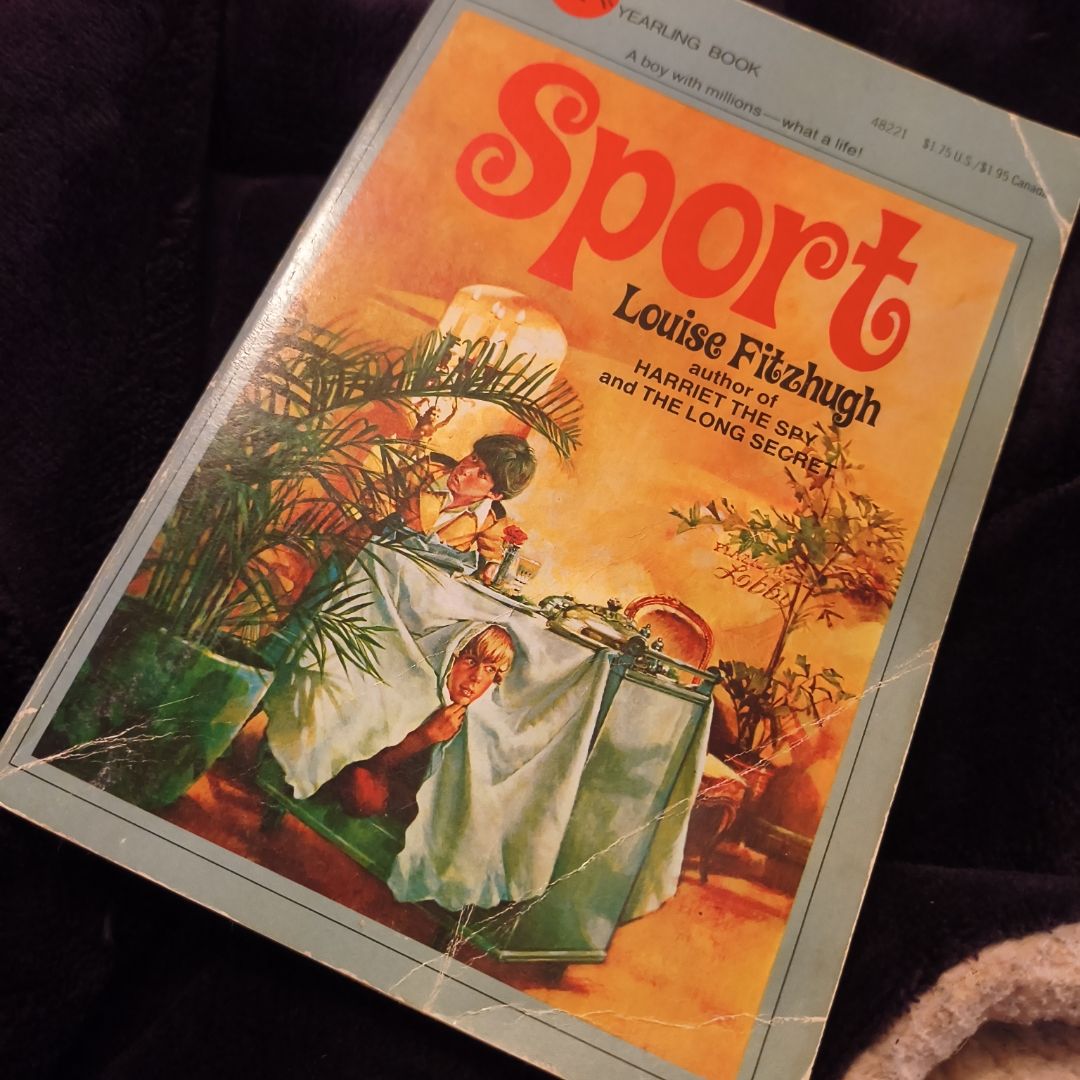 YEARLING BOOK
A boy with millions—what a life!
48221 $1.75 U.S./$1.95 Canada
Sport
Louise Fitzhugh
author of
HARRIET THE SPY
and THE LONG SECRET
Lobby